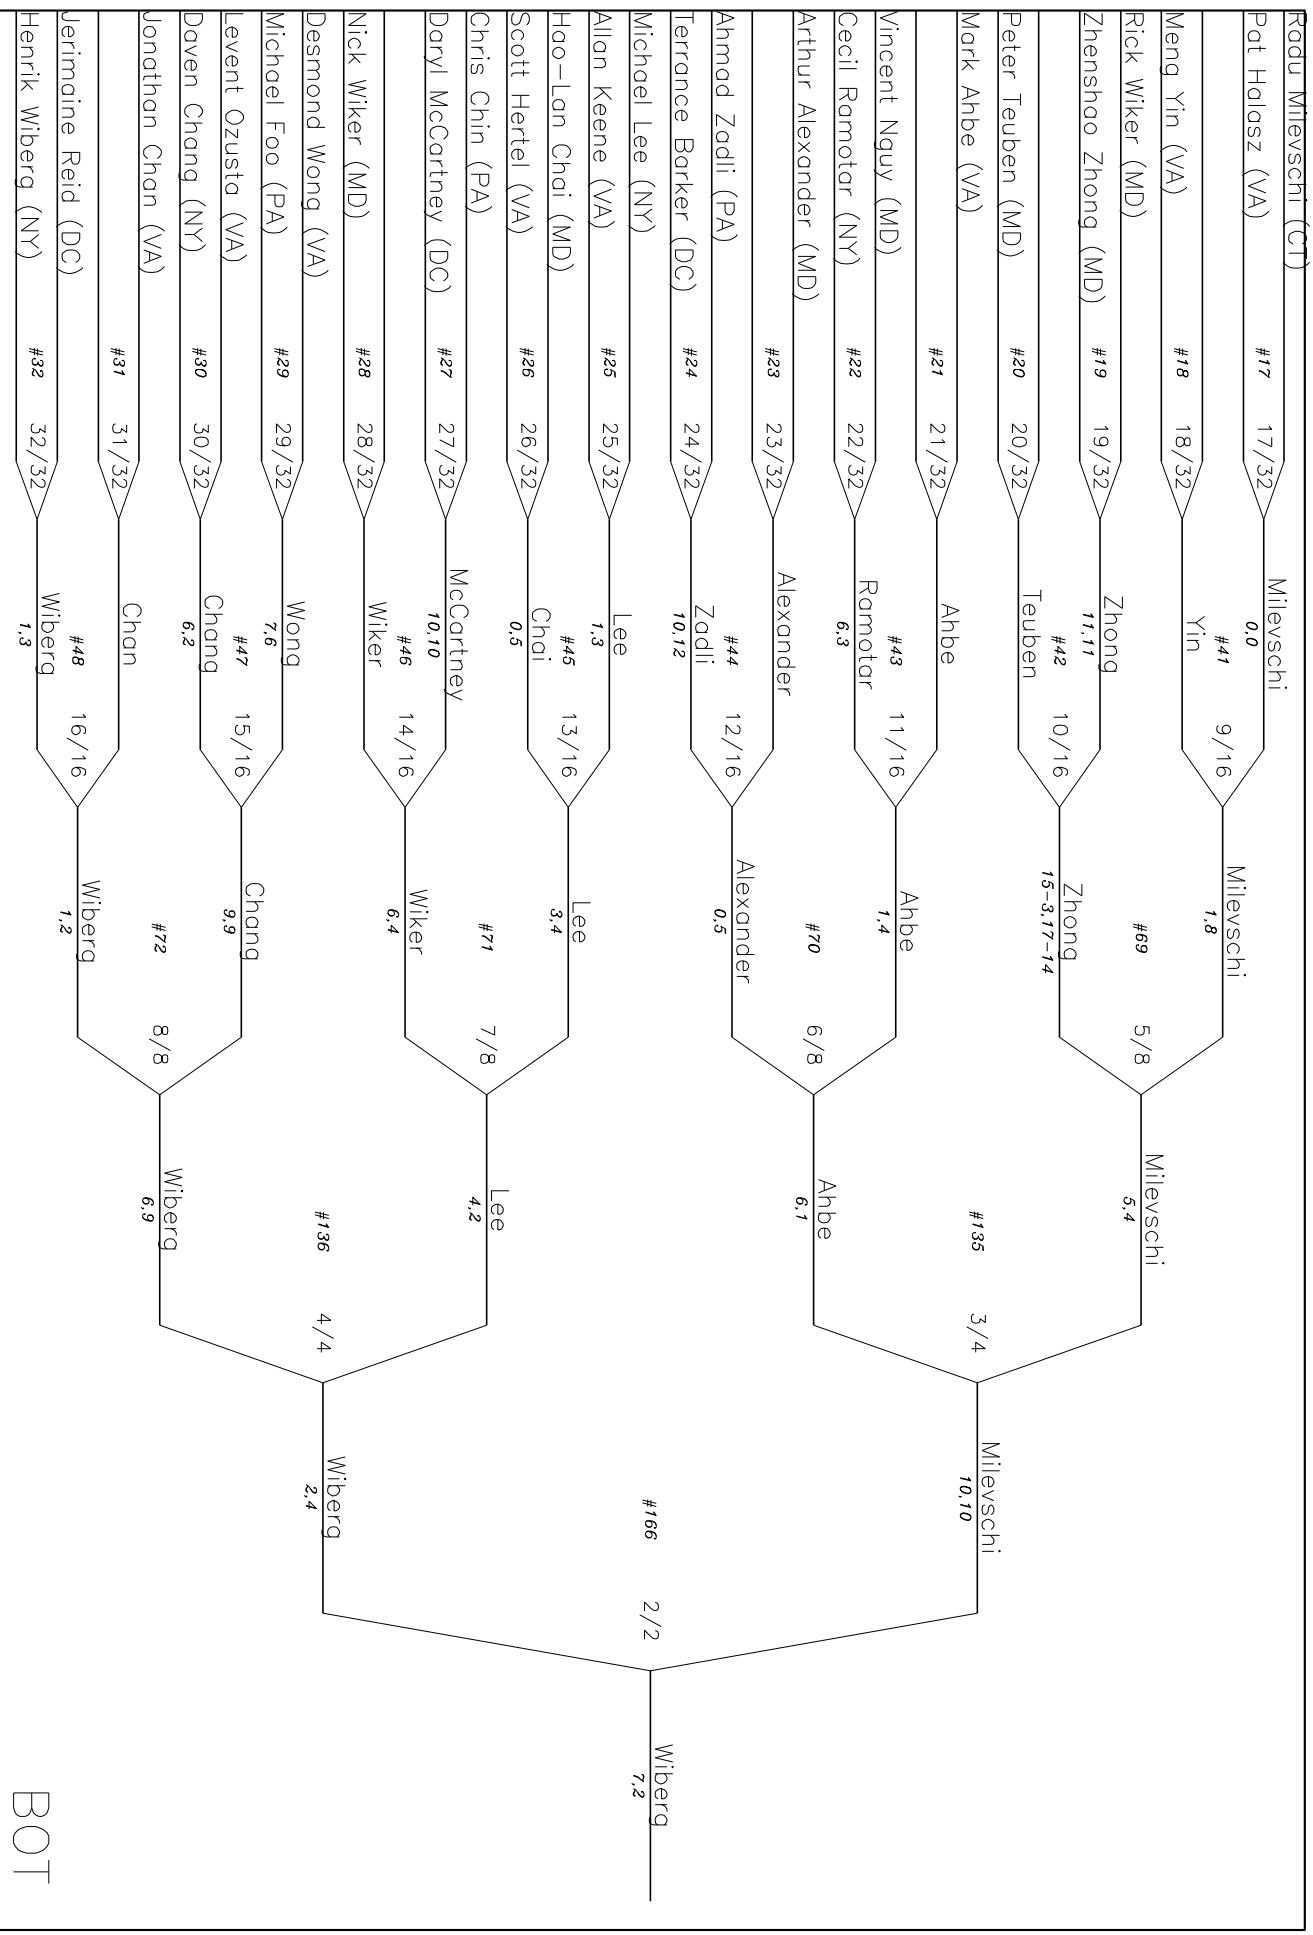 Radu Milevschi (CT)
#17 17/32
Pat Halasz (VA)
#18 18/32
Meng Yin (VA)
Rick Wiker (MD)
#19 19/32
Zhenshao Zhong (MD)
#20 20/32
Peter Teuben (MD)
Mark Ahbe (VA)
#21 21/32
Vincent Nguy (MD)
#22 22/32
Cecil Ramotar (NY)
Arthur Alexander (MD)
#23 23/32
Ahmad Zadli (PA)
#24 24/32
Terrance Barker (DC)
Michael Lee (NY)
#25 25/32
Allan Keene (VA)
Hao-Lan Chai (MD)
#26 26/32
Scott Hertel (VA)
Chris Chin (PA)
#27 27/32
Daryl McCartney (DC)
#28 28/32
Nick Wiker (MD)
Desmond Wong (VA)
#29 29/32
Michael Foo (PA)
Levent Ozusta (VA)
#30 30/32
Daven Chang (NY)
Jonathan Chan (VA)
#31 31/32
Jerimaine Reid (DC)
#32 32/32
Henrik Wiberg (NY)
Milevschi
0,0
#41 9/16
Yin
Zhong
11,11
#42 10/16
Teuben
Ahbe
#43 11/16
Ramotar
6,3
Alexander
#44 12/16
Zadli
10,12
Lee
1,3
#45 13/16
Chai
0,5
McCartney
10,10
#46 14/16
Wiker
Wong
7,6
#47 15/16
Chang
6,2
Chan
#48 16/16
Wiberg
1,3
Milevschi
1,8
#69 5/8
Zhong
15-3,17-14
Ahbe
1,4
#70 6/8
Alexander
0,5
Lee
3,4
#71 7/8
Wiker
6,4
Chang
9,9
#72 8/8
Wiberg
1,2
Milevschi
5,4
#135 3/4
Ahbe
6,1
Lee
4,2
#136 4/4
Wiberg
6,9
Milevschi
10,10
#166 2/2
Wiberg
2,4
Wiberg
7,2
BOT